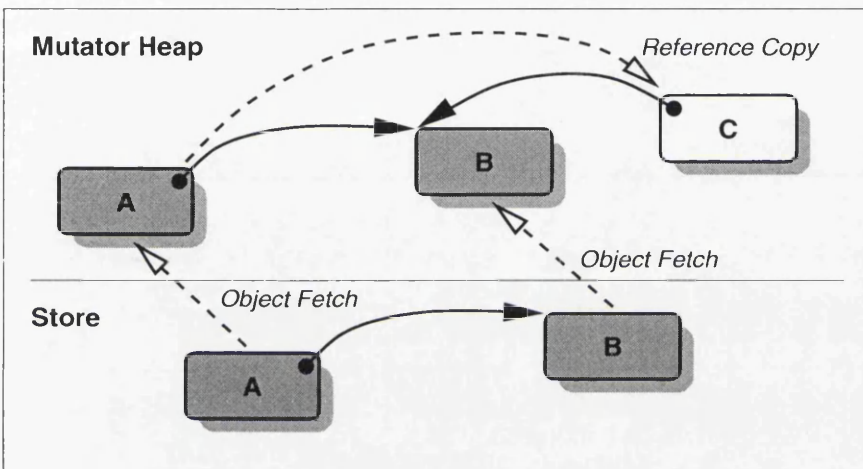 Mutator Heap
Reference Copy
C
B
A
Object Fetch
Object Fetch
Store
B
A